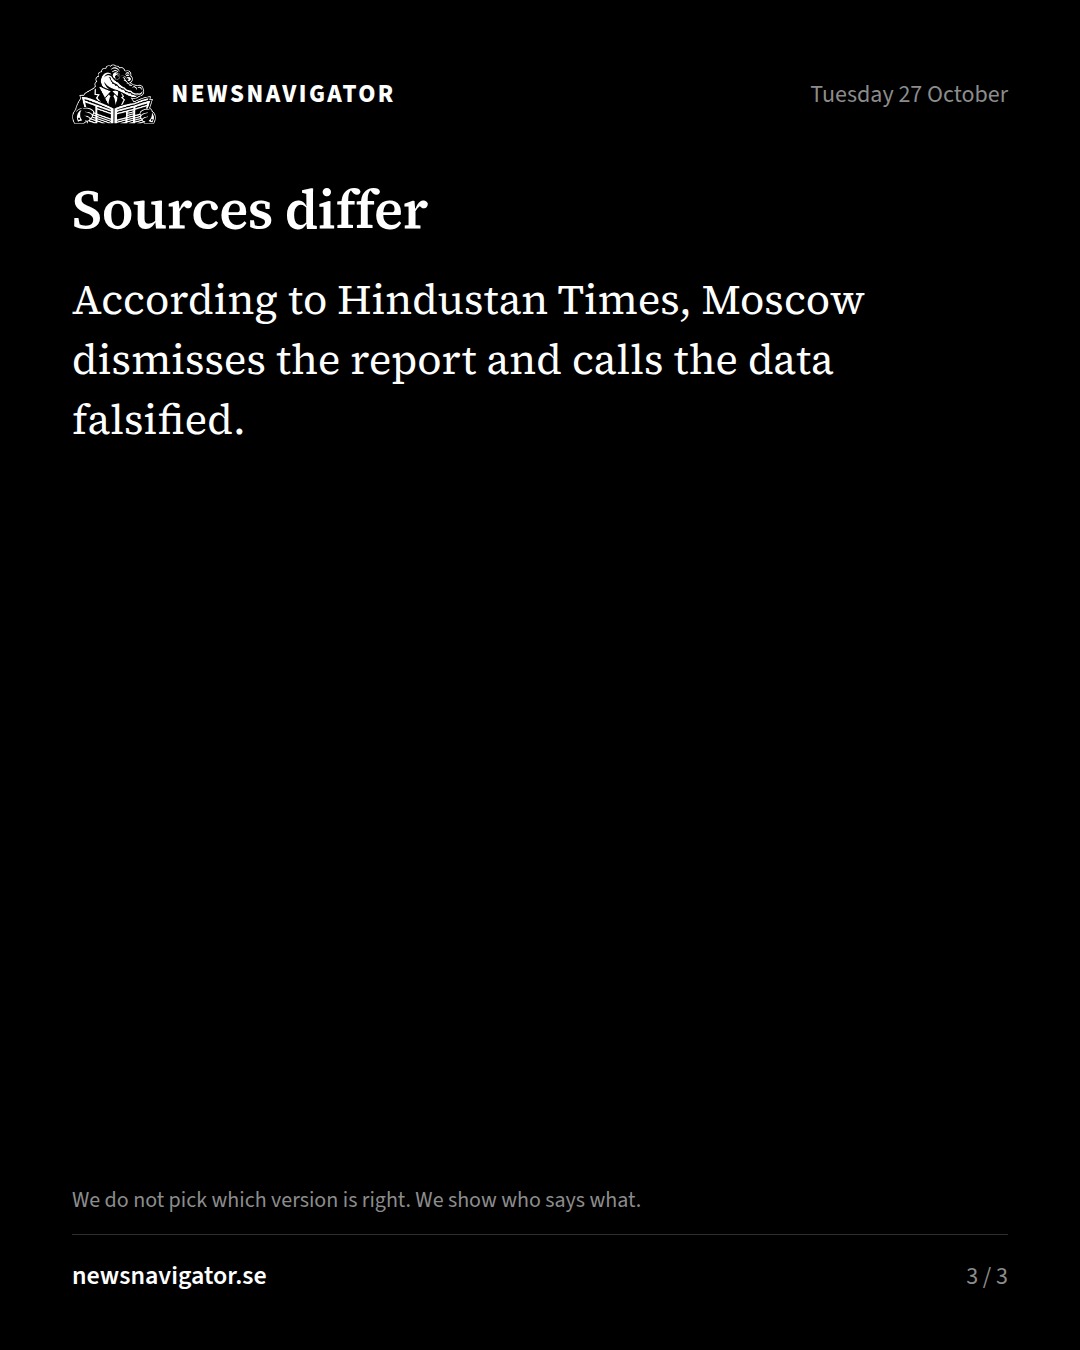 NEWSNAVIGATOR
Tuesday 27 October
Sources differ
According to Hindustan Times, Moscow
dismisses the report and calls the data
falsified.
We do not pick which version is right. We show who says what.
newsnavigator.se
3 / 3